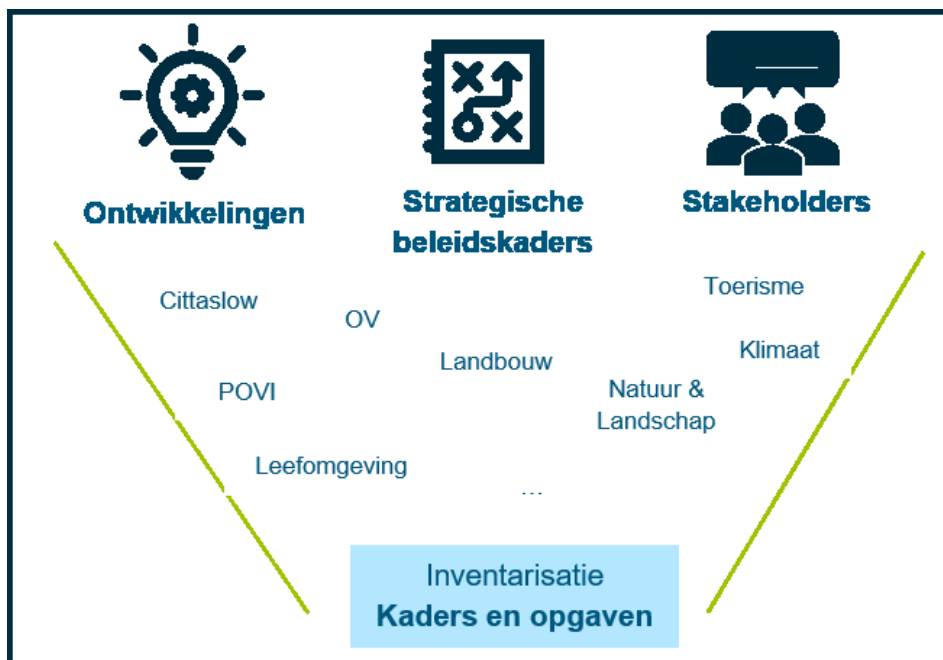 Ontwikkelingen
Strategische
beleidskaders
Stakeholders
Cittaslow
OV
Toerisme
Landbouw
Klimaat
POVI
Natuur &
Landschap
Leefomgeving
...
Inventarisatie
Kaders en opgaven